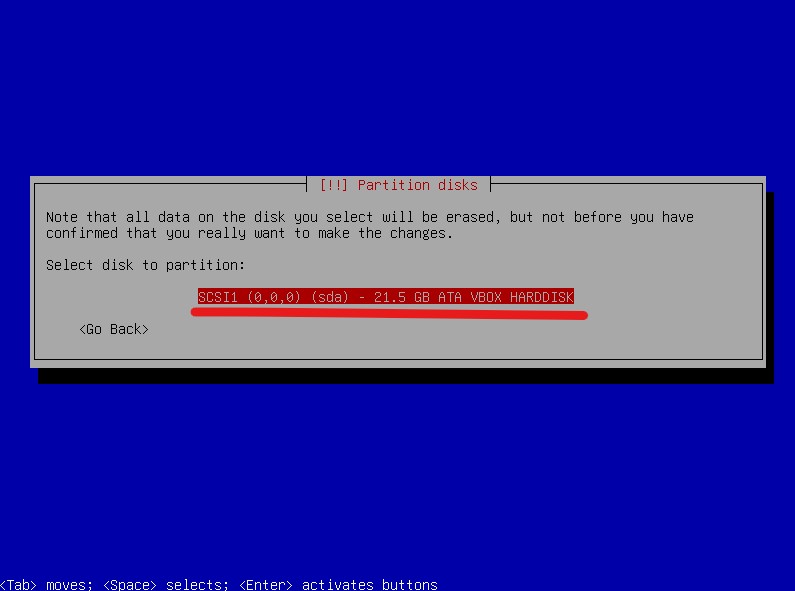 [!!] Partition disks
Note that all data on the disk you select will be erased, but not before you have
confirmed that you really want to make the changes.
Select disk to partition:
SCSI1 (0,0,0) (sda) - 21.5 GB ATA VBOX HARDDISK
<Go Back>
<Tab> moves; <Space> selects; <Enter> activates buttons